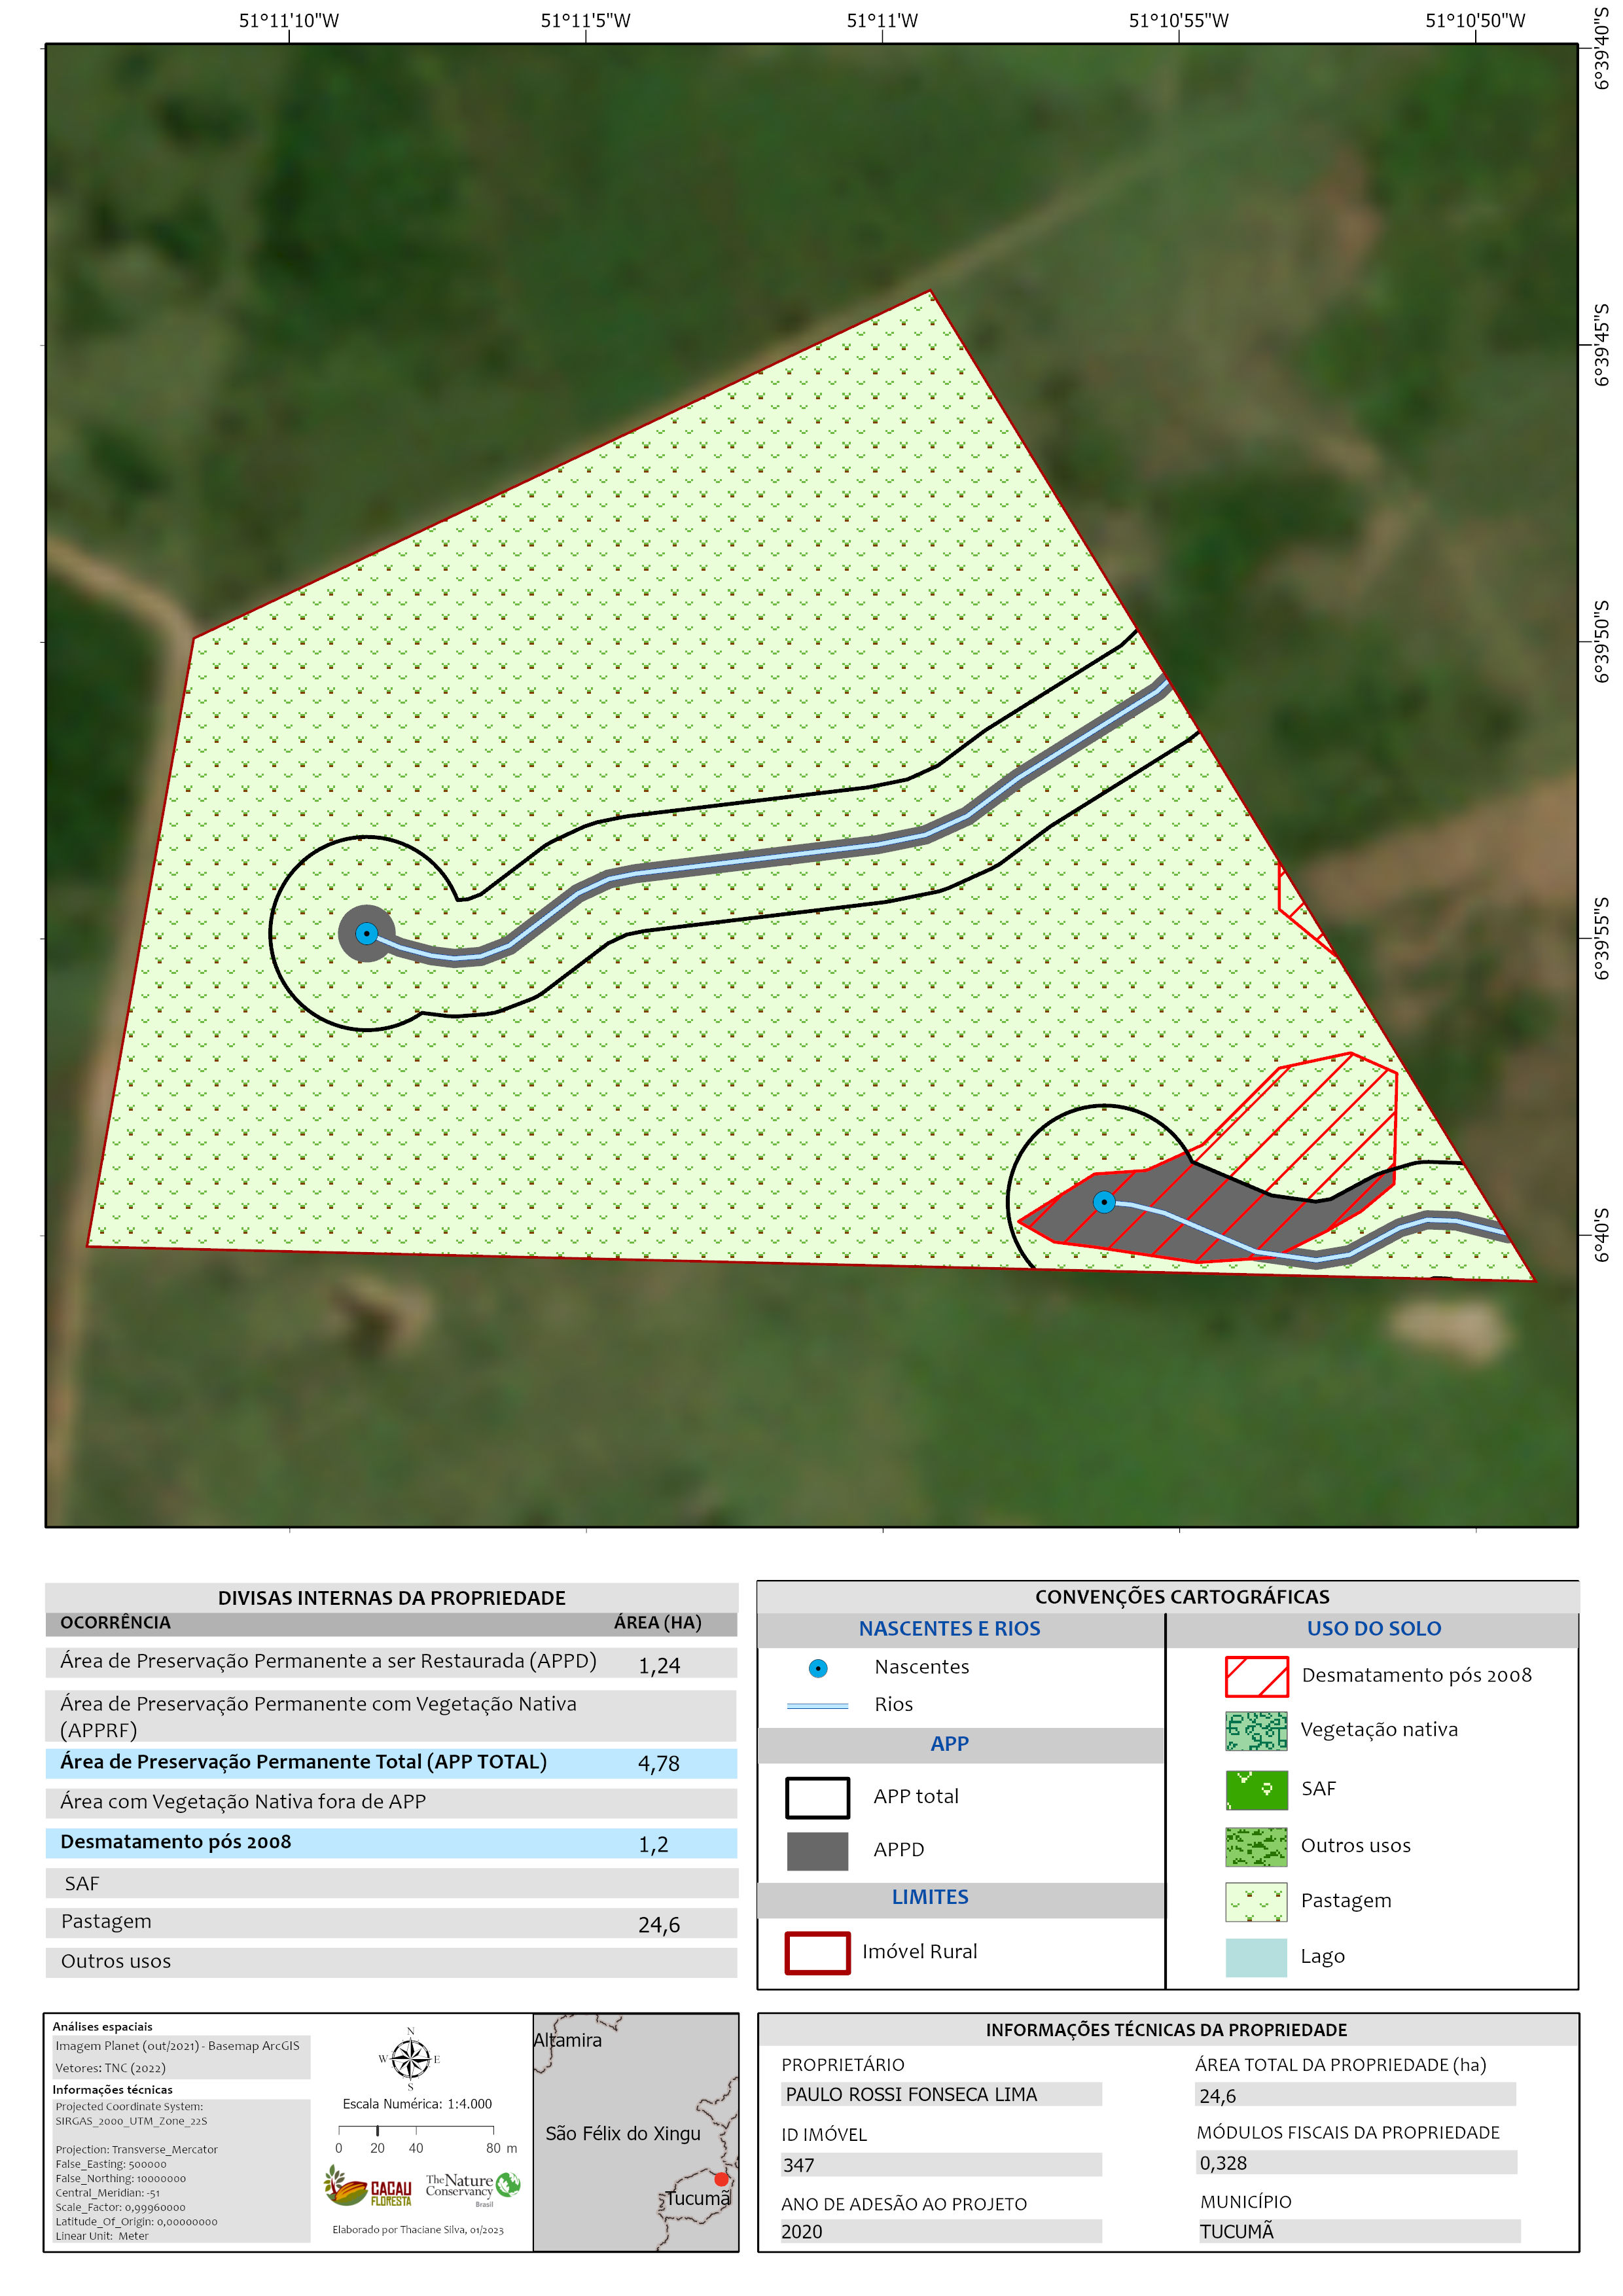 51°11'10"W 51°11'5"W 51°11'W 51°10'55"W 51°10'50"W
6°39'40"S
6°39'45"S
6°39'50"S
6°39'55"S
6°40'S
DIVISAS INTERNAS DA PROPRIEDADE
OCORRÊNCIA ÁREA (HA)
Área de Preservação Permanente a ser Restaurada (APPD) 1,24
Área de Preservação Permanente com Vegetação Nativa
(APPRF)
Área de Preservação Permanente Total (APP TOTAL) 4,78
Área com Vegetação Nativa fora de APP
Desmatamento pós 2008 1,2
SAF
Pastagem 24,6
Outros usos
CONVENÇÕES CARTOGRÁFICAS
NASCENTES E RIOS
Nascentes
Rios
APP
APP total
APPD
LIMITES
Imóvel Rural
USO DO SOLO
Desmatamento pós 2008
Vegetação nativa
SAF
Outros usos
Pastagem
Lago
Análises espaciais
Imagem Planet (out/2021) - Basemap ArcGIS
Vetores: TNC (2022)
Informações técnicas
Projected Coordinate System:
SIRGAS_2000_UTM_Zone_22S
Projection: Transverse_Mercator
False_Easting: 500000
False_Northing: 10000000
Central_Meridian: -51
Scale_Factor: 0,99960000
Latitude_Of_Origin: 0,00000000
Linear Unit: Meter
N
W E
S
Escala Numérica: 1:4.000
0 20 40 80 m
CACAU
FLORESTA
The Nature
Conservancy
Brasil
Elaborado por Thaciane Silva, 01/2023
Altamira
São Félix do Xingu
Tucumã
INFORMAÇÕES TÉCNICAS DA PROPRIEDADE
PROPRIETÁRIO
PAULO ROSSI FONSECA LIMA
ID IMÓVEL
347
ANO DE ADESÃO AO PROJETO
2020
ÁREA TOTAL DA PROPRIEDADE (ha)
24,6
MÓDULOS FISCAIS DA PROPRIEDADE
0,328
MUNICÍPIO
TUCUMÃ